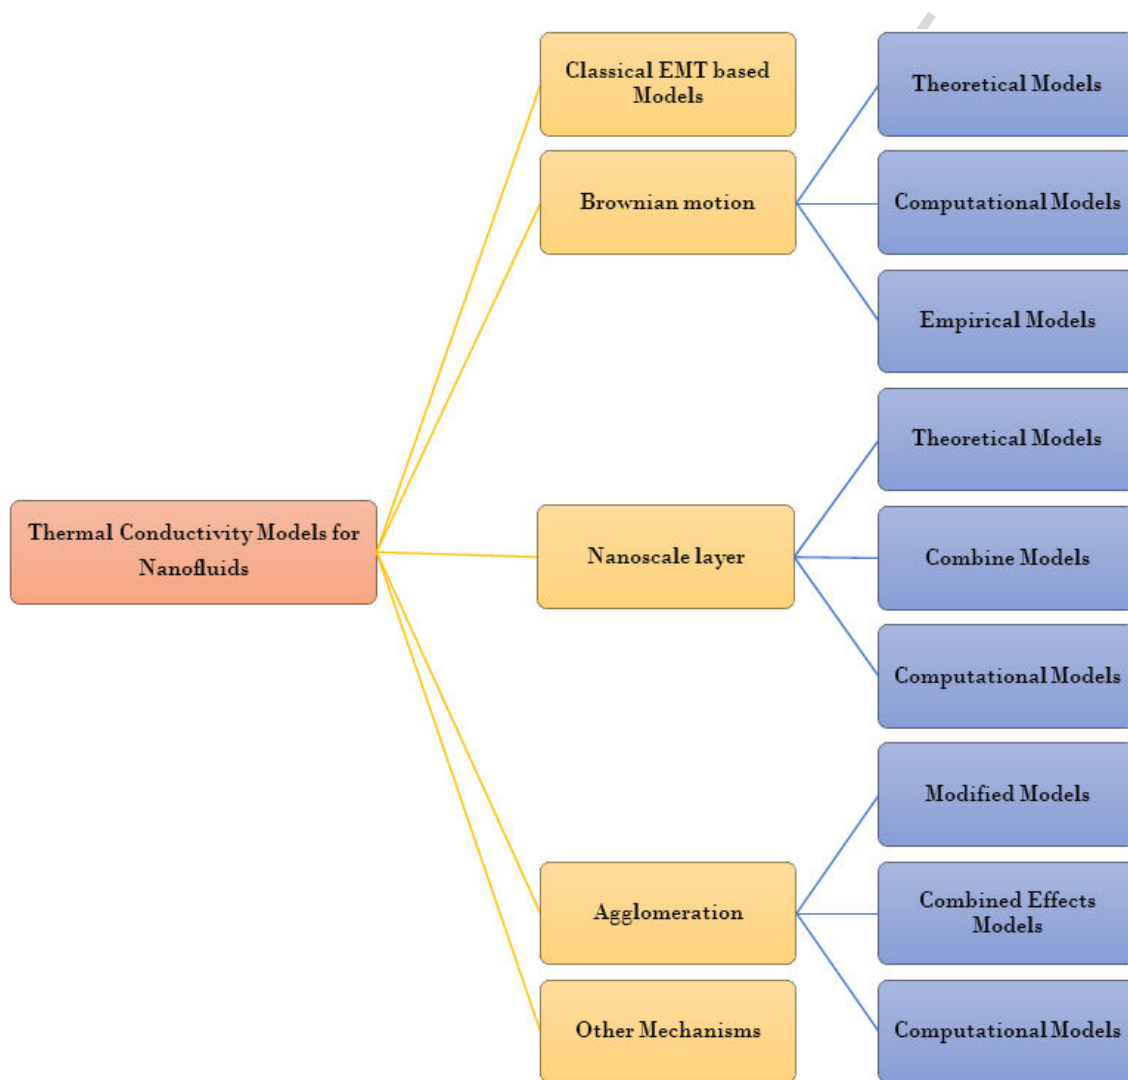 Thermal Conductivity Models for
Nanofluids
Classical EMT based
Models
Brownian motion
Theoretical Models
Computational Models
Empirical Models
Nanoscale layer
Theoretical Models
Combine Models
Computational Models
Agglomeration
Modified Models
Combined Effects
Models
Computational Models
Other Mechanisms